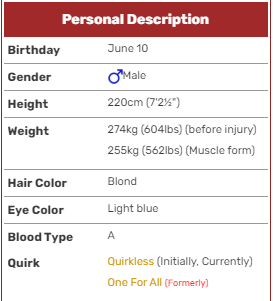 Personal Description
Birthday June 10
Gender ♂Male
Height 220cm (7'2½")
Weight 274kg (604lbs) (before injury)
255kg (562lbs) (Muscle form)
Hair Color Blond
Eye Color Light blue
Blood Type A
Quirk Quirkless (Initially, Currently)
One For All (Formerly)